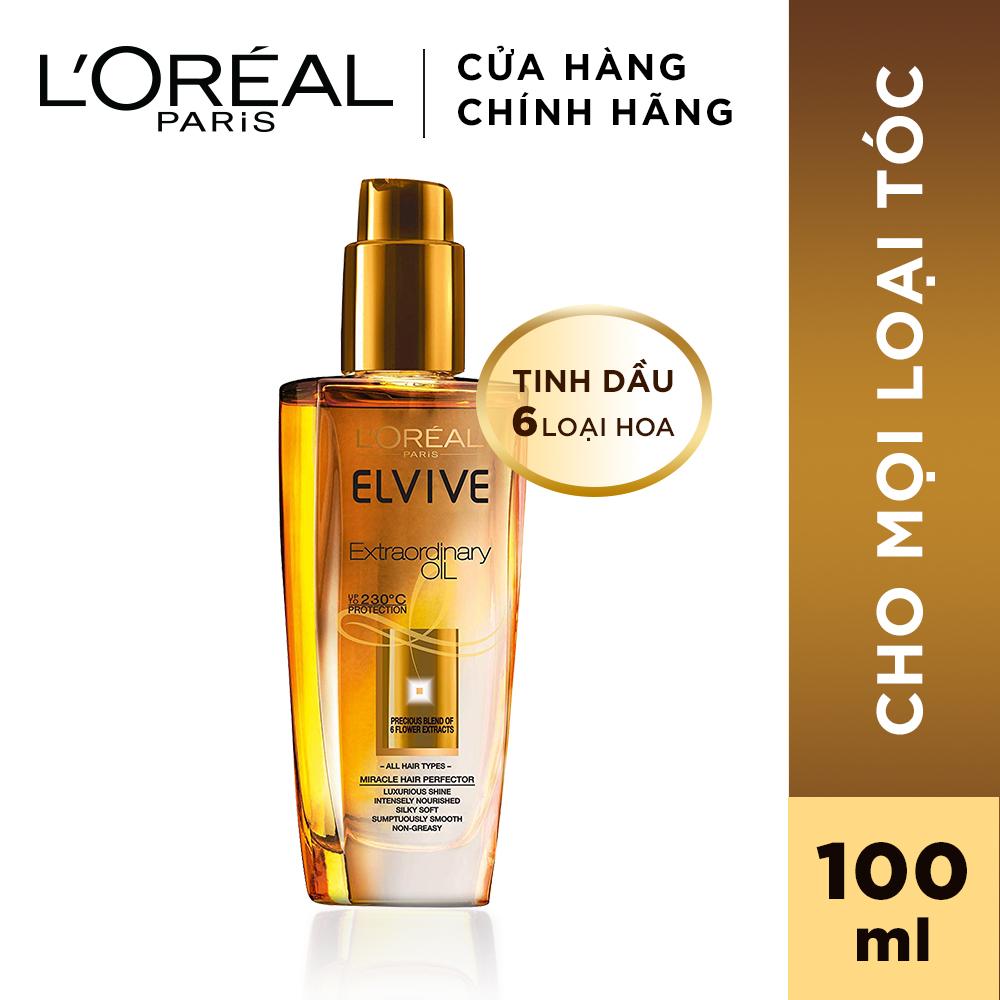 L'ORÉAL
PARIS
CỬA HÀNG
CHÍNH HÃNG
TINH DẦU
6 LOẠI HOA
L'ORÉAL
PARIS
ELVIVE
Extraordinary
OIL
UP TO 230°C
PROTECTION
PRECIOUS BLEND OF
6 FLOWER EXTRACTS
– ALL HAIR TYPES –
MIRACLE HAIR PERFECTOR
LUXURIOUS SHINE
INTENSELY NOURISHED
SILKY SOFT
SUMPTUOUSLY SMOOTH
NON-GREASY
CHO MỌI LOẠI TÓC
100
ml